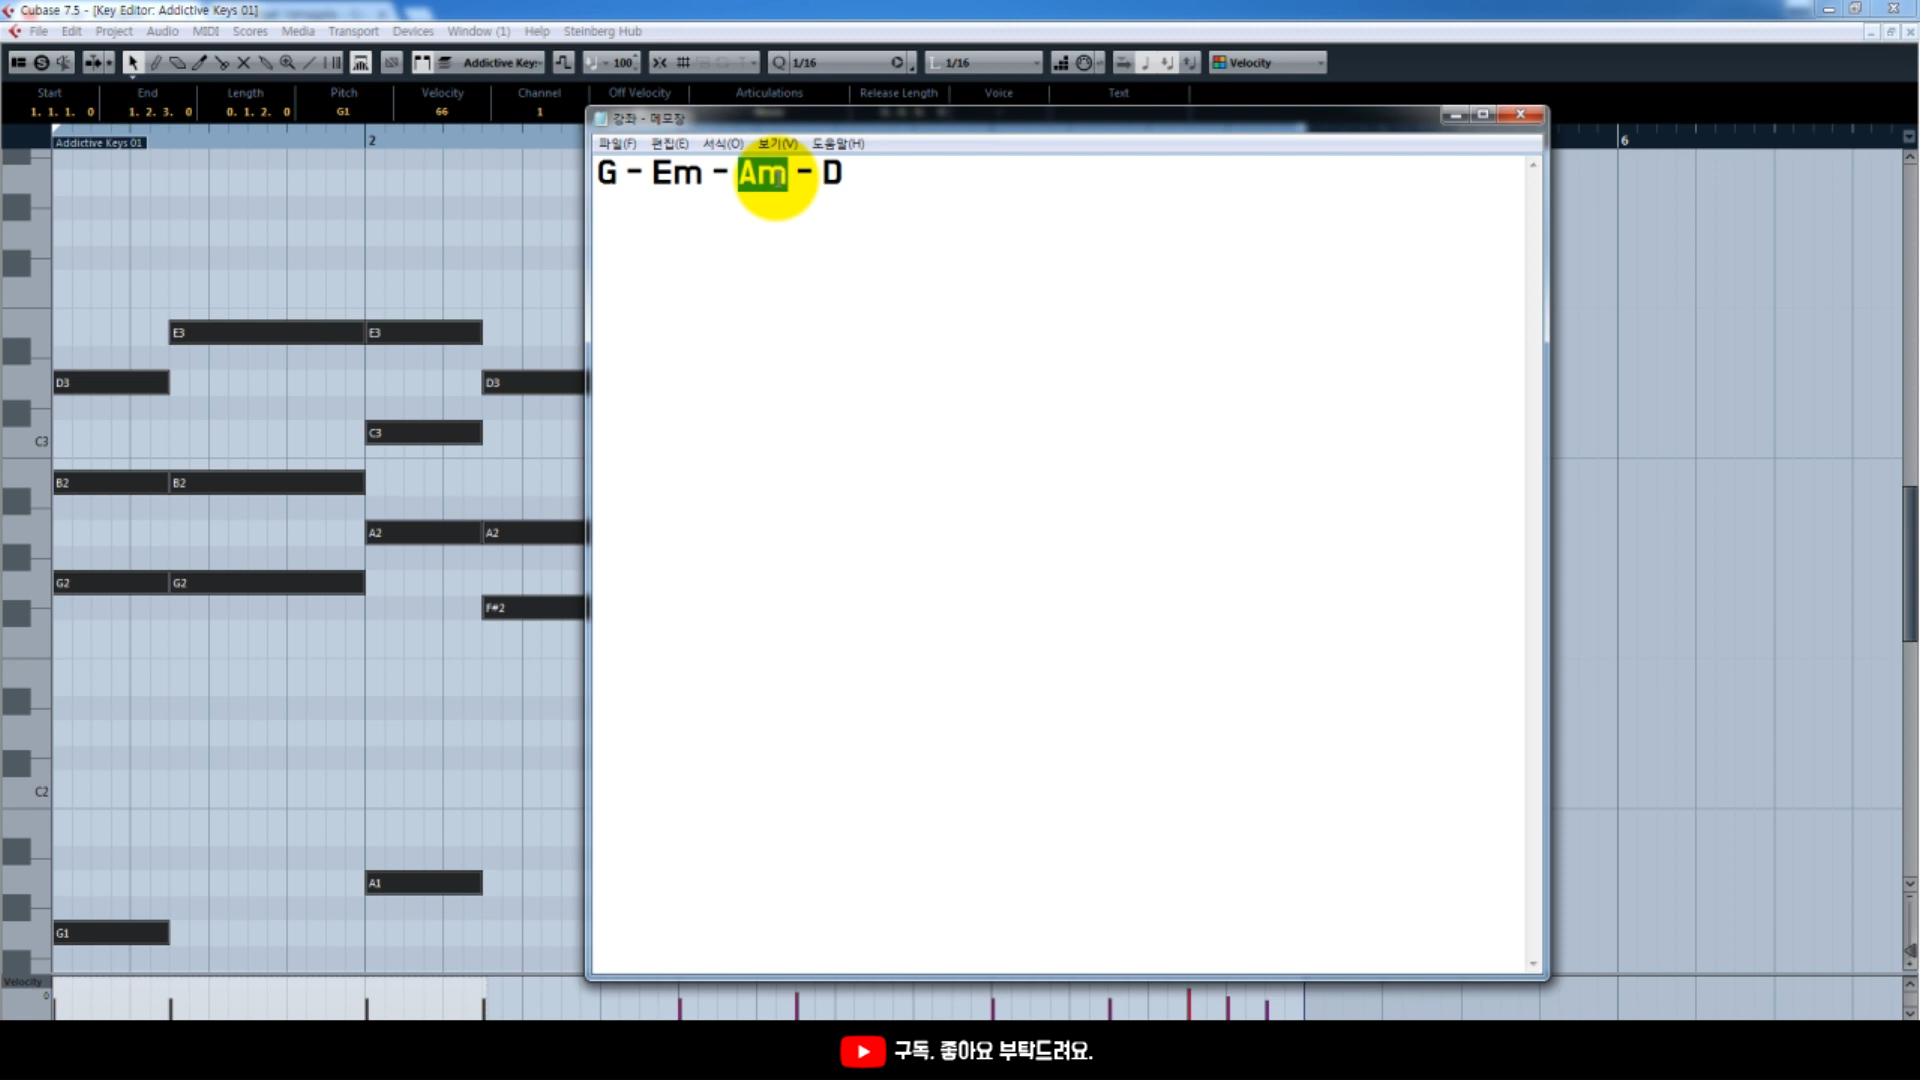 Cubase 7.5 - [Key Editor: Addictive Keys 01]
File Edit Project Audio MIDI Scores Media Transport Devices Window (1) Help Steinberg Hub
Addictive Key: 100 Q 1/16 L 1/16 Velocity
Start End Length Pitch Velocity Channel Off Velocity Articulations Release Length Voice Text
1. 1. 1. 0 1. 2. 3. 0 0. 1. 2. 0 G1 66 1
Addictive Keys 01 2 6
강좌 - 메모장
파일(F) 편집(E) 서식(O) 보기(V) 도움말(H)
G - Em - Am - D
E3 E3
D3 D3
C3
C3
B2 B2
A2 A2
G2 G2
F#2
C2
A1
G1
Velocity
0
구독, 좋아요 부탁드려요.